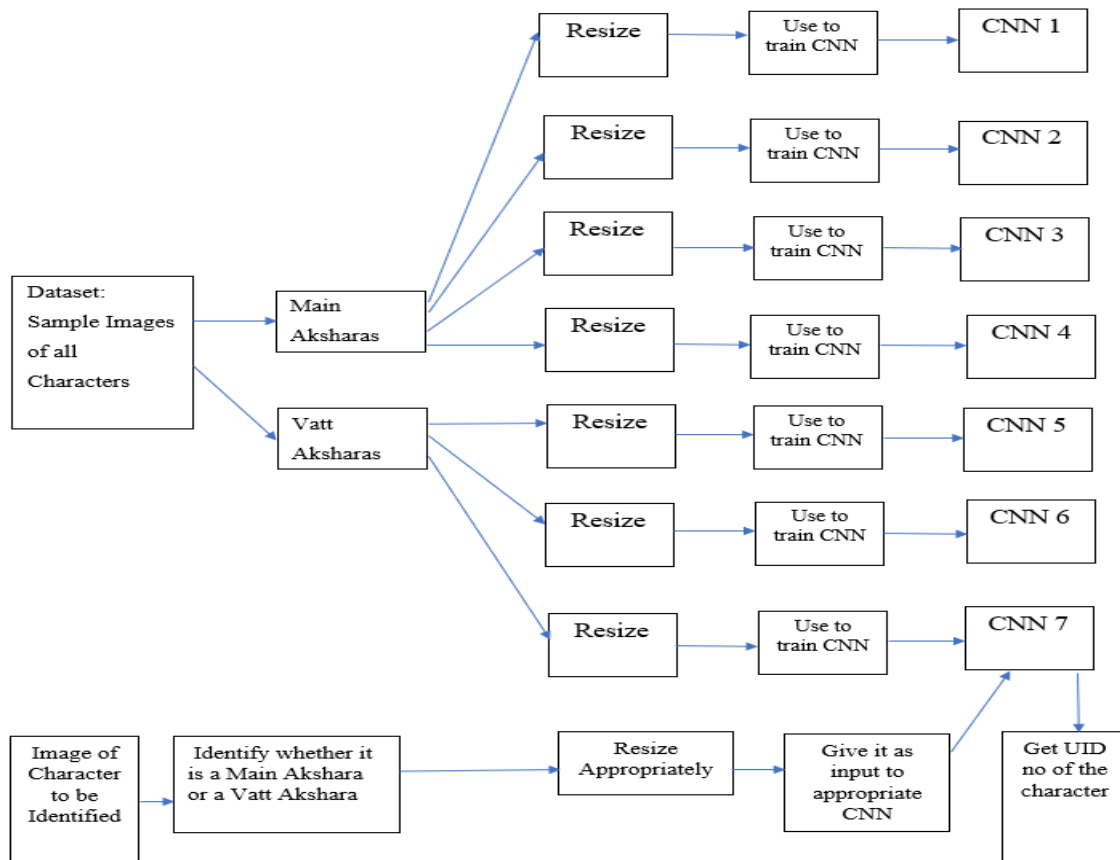 Resize
Use to
train CNN
CNN 1
Resize
Use to
train CNN
CNN 2
Resize
Use to
train CNN
CNN 3
Dataset:
Sample Images
of all
Characters
Main
Aksharas
Resize
Use to
train CNN
CNN 4
Vatt
Aksharas
Resize
Use to
train CNN
CNN 5
Resize
Use to
train CNN
CNN 6
Resize
Use to
train CNN
CNN 7
Image of
Character
to be
Identified
Identify whether it
is a Main Akshara
or a Vatt Akshara
Resize
Appropriately
Give it as
input to
appropriate
CNN
Get UID
no of the
character